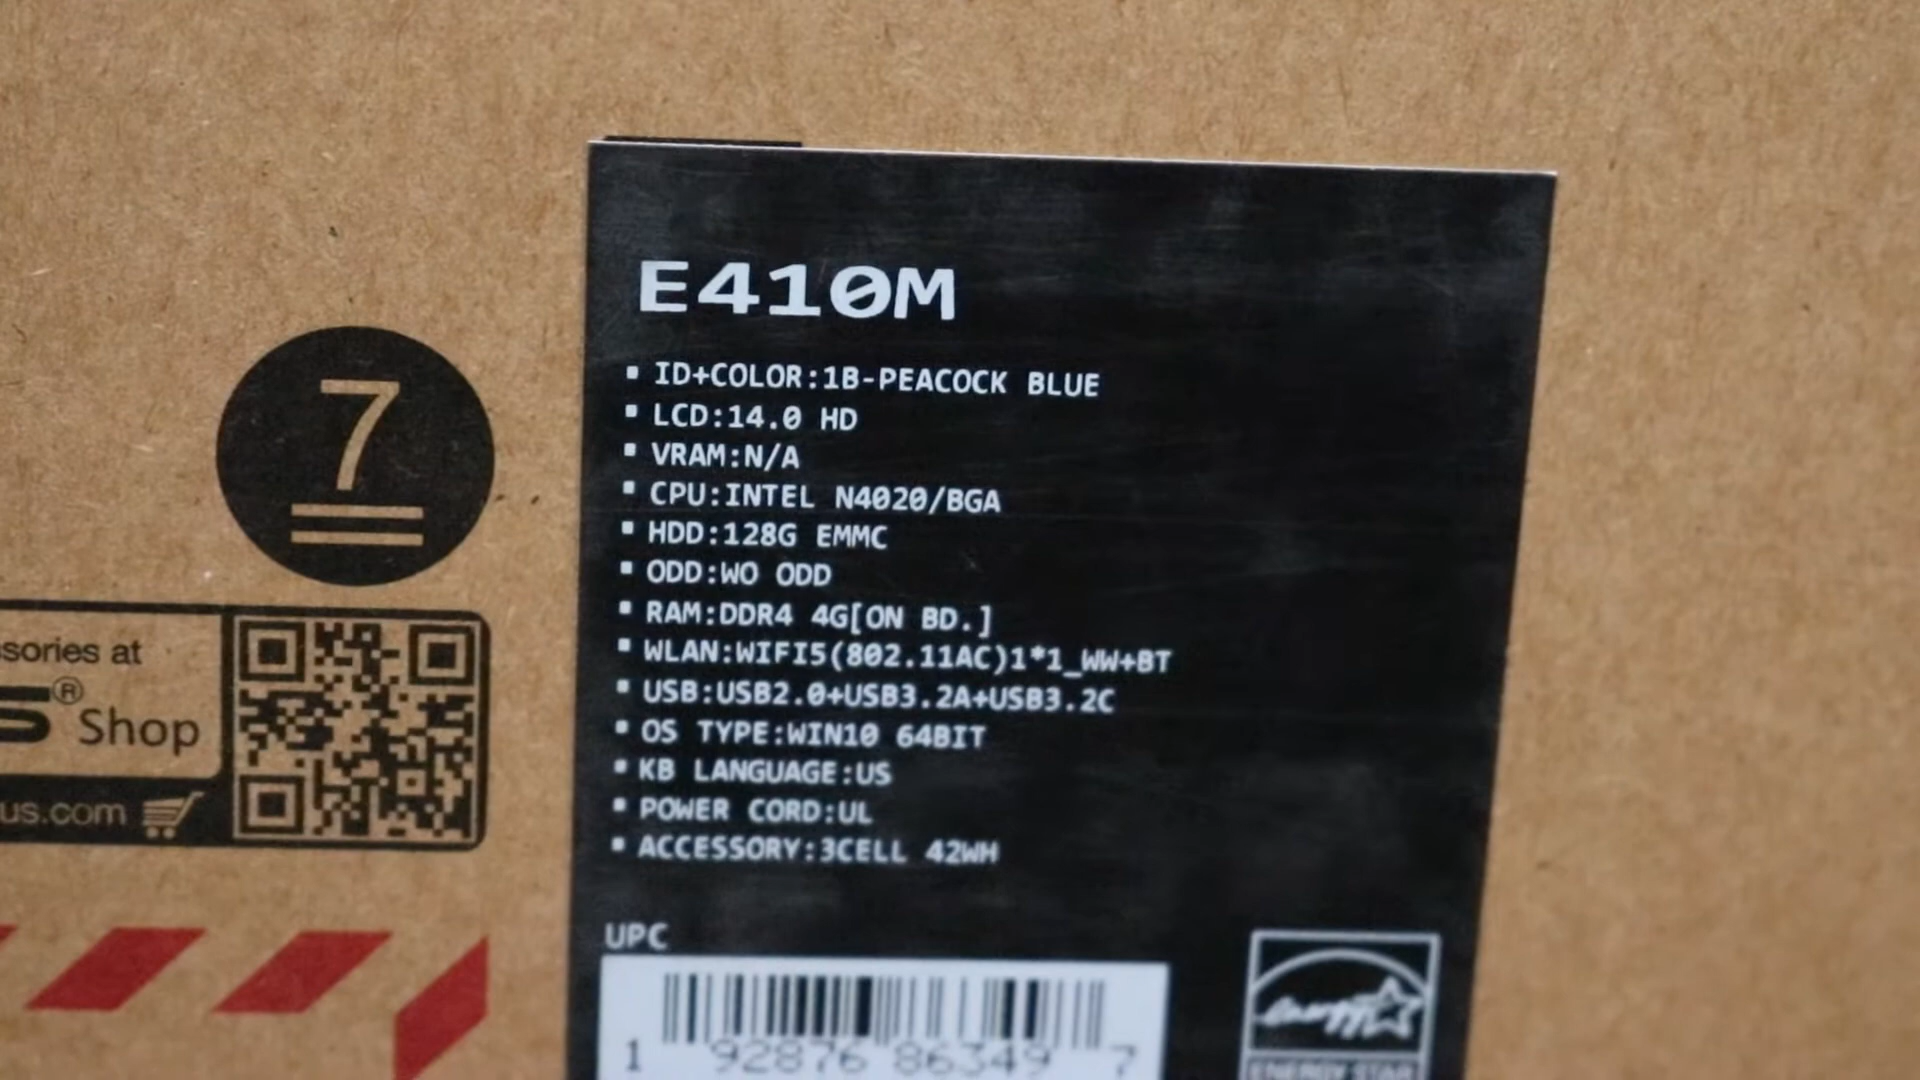 7
ssories at
S® Shop
us.com
E410M
▪ ID+COLOR:1B-PEACOCK BLUE
▪ LCD:14.0 HD
▪ VRAM:N/A
▪ CPU:INTEL N4020/BGA
▪ HDD:128G EMMC
▪ ODD:WO ODD
▪ RAM:DDR4 4G[ON BD.]
▪ WLAN:WIFI5(802.11AC)1*1_WW+BT
▪ USB:USB2.0+USB3.2A+USB3.2C
▪ OS TYPE:WIN10 64BIT
▪ KB LANGUAGE:US
▪ POWER CORD:UL
▪ ACCESSORY:3CELL 42WH
UPC
1 92876 86349 7
energy
ENERGY STAR